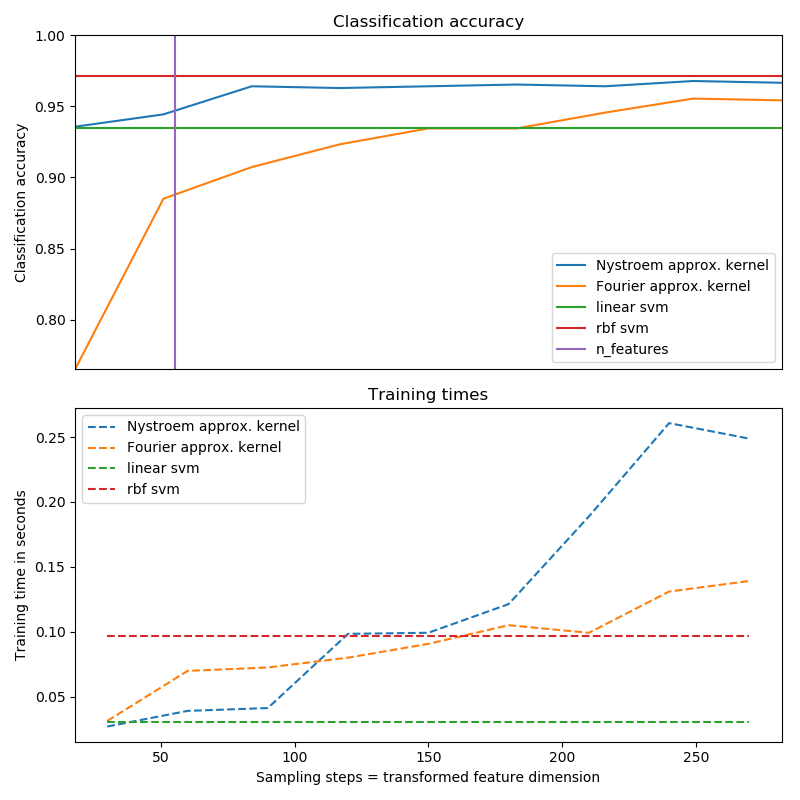 Classification accuracy
1.00
0.95
0.90
0.85
0.80
Classification accuracy
Nystroem approx. kernel
Fourier approx. kernel
linear svm
rbf svm
n_features
Training times
0.25
0.20
0.15
0.10
0.05
Training time in seconds
Nystroem approx. kernel
Fourier approx. kernel
linear svm
rbf svm
50 100 150 200 250
Sampling steps = transformed feature dimension